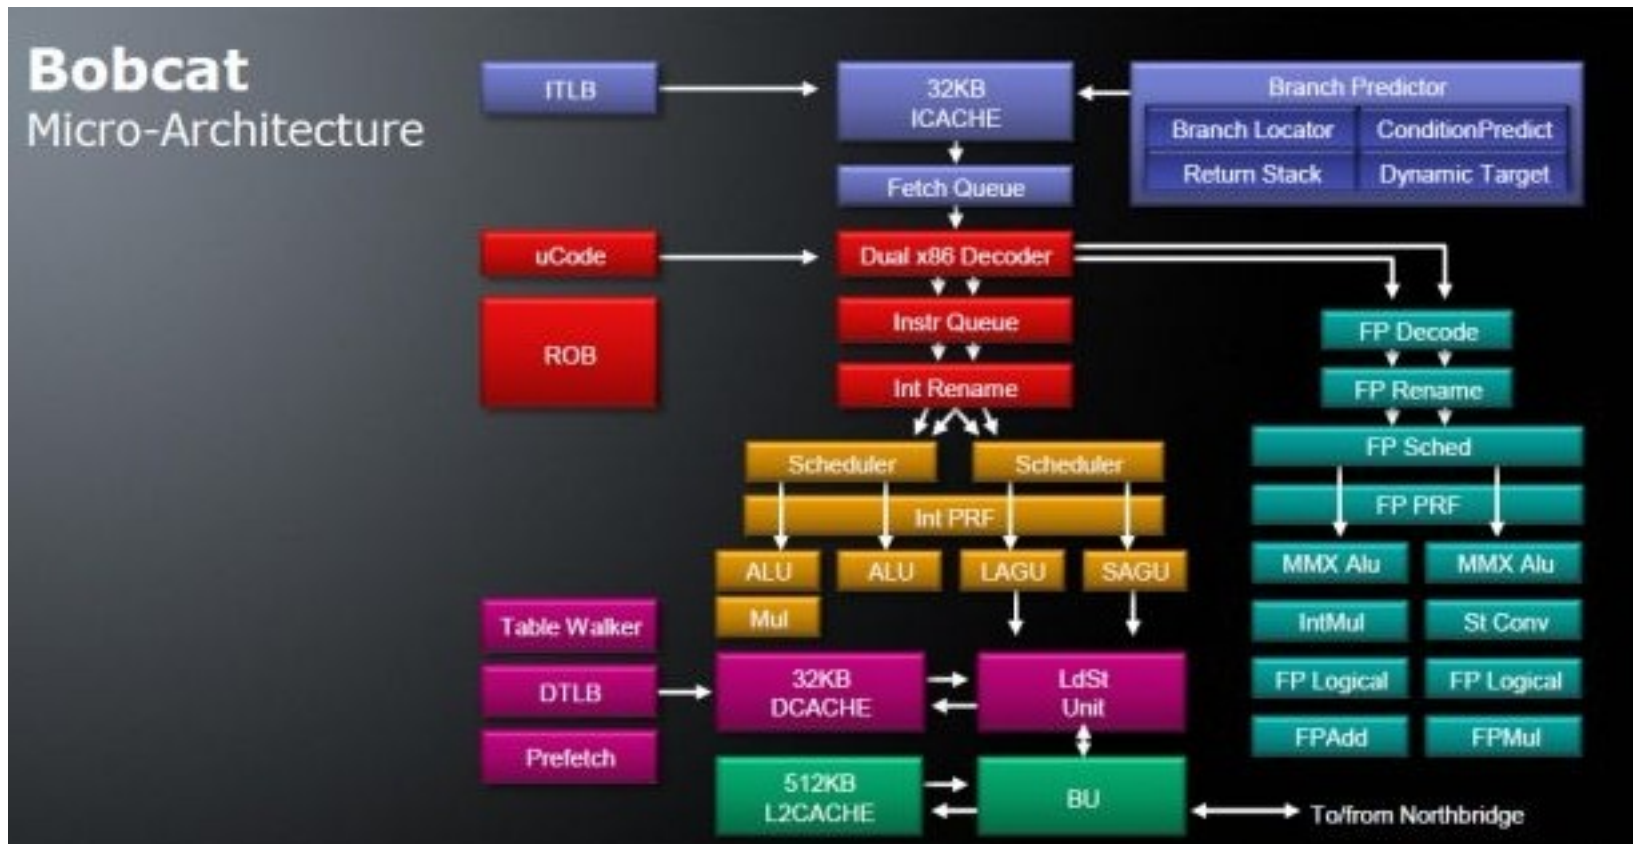 Bobcat
Micro-Architecture
ITLB
32KB
ICACHE
Branch Predictor
Branch Locator
ConditionPredict
Return Stack
Dynamic Target
Fetch Queue
uCode
Dual x86 Decoder
ROB
Instr Queue
Int Rename
FP Decode
FP Rename
Scheduler
Scheduler
FP Sched
Int PRF
FP PRF
ALU
ALU
LAGU
SAGU
MMX Alu
MMX Alu
Mul
Table Walker
IntMul
St Conv
DTLB
32KB
DCACHE
LdSt
Unit
FP Logical
FP Logical
Prefetch
FPAdd
FPMul
512KB
L2CACHE
BU
To/from Northbridge